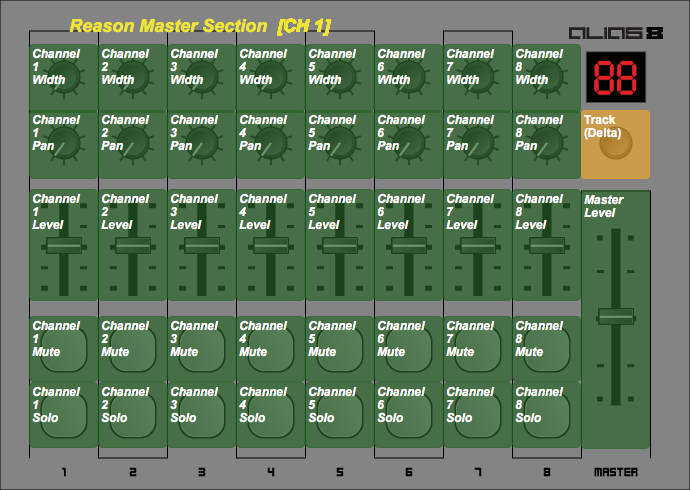 Reason Master Section [CH 1]
ALIAS 8
Channel 1 Width
Channel 2 Width
Channel 3 Width
Channel 4 Width
Channel 5 Width
Channel 6 Width
Channel 7 Width
Channel 8 Width
88
Channel 1 Pan
Channel 2 Pan
Channel 3 Pan
Channel 4 Pan
Channel 5 Pan
Channel 6 Pan
Channel 7 Pan
Channel 8 Pan
Track (Delta)
Channel 1 Level
Channel 2 Level
Channel 3 Level
Channel 4 Level
Channel 5 Level
Channel 6 Level
Channel 7 Level
Channel 8 Level
Master Level
Channel 1 Mute
Channel 2 Mute
Channel 3 Mute
Channel 4 Mute
Channel 5 Mute
Channel 6 Mute
Channel 7 Mute
Channel 8 Mute
Channel 1 Solo
Channel 2 Solo
Channel 3 Solo
Channel 4 Solo
Channel 5 Solo
Channel 6 Solo
Channel 7 Solo
Channel 8 Solo
1 2 3 4 5 6 7 8 MASTER